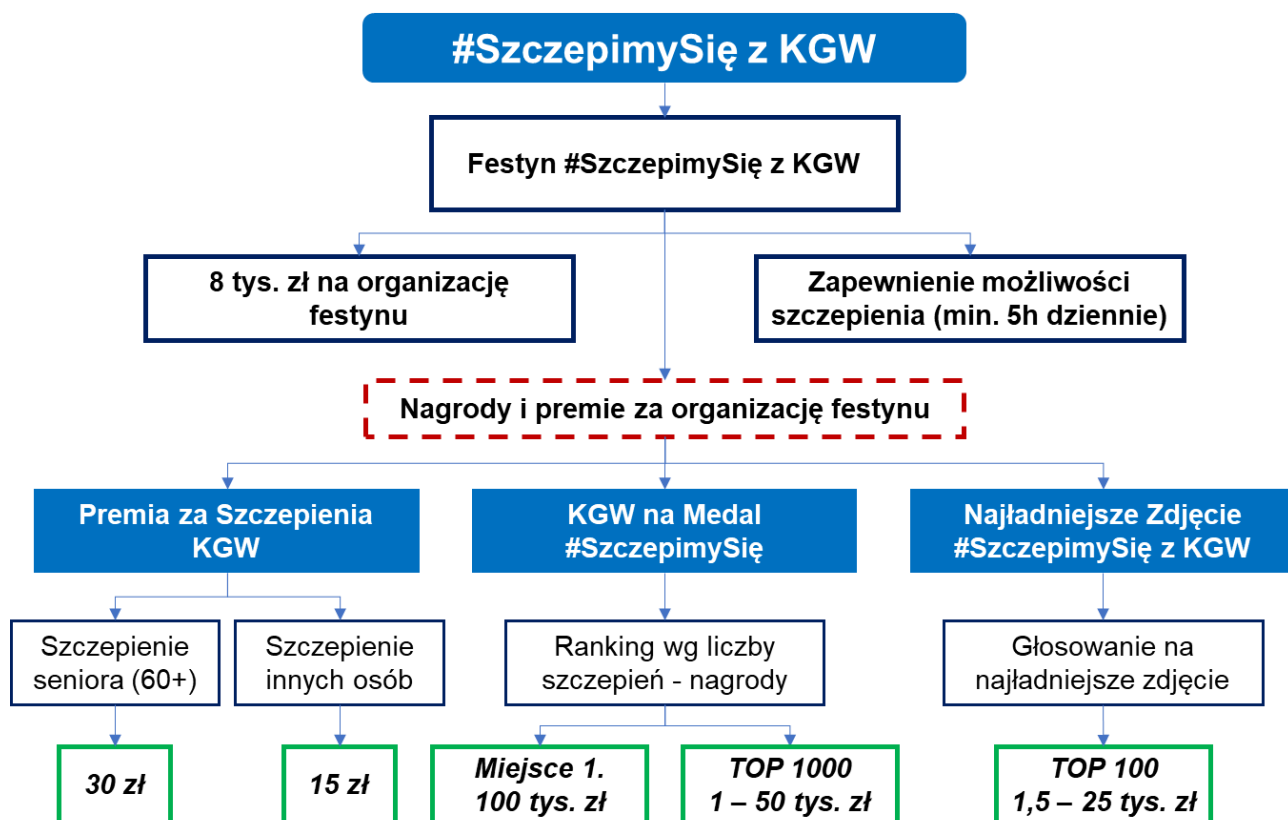 #SzczepimySię z KGW
Festyn #SzczepimySię z KGW
8 tys. zł na organizację
festynu
Zapewnienie możliwości
szczepienia (min. 5h dziennie)
Nagrody i premie za organizację festynu
Premia za Szczepienia
KGW
KGW na Medal
#SzczepimySię
Najładniejsze Zdjęcie
#SzczepimySię z KGW
Szczepienie
seniora (60+)
Szczepienie
innych osób
Ranking wg liczby
szczepień - nagrody
Głosowanie na
najładniejsze zdjęcie
30 zł
15 zł
Miejsce 1.
100 tys. zł
TOP 1000
1 – 50 tys. zł
TOP 100
1,5 – 25 tys. zł